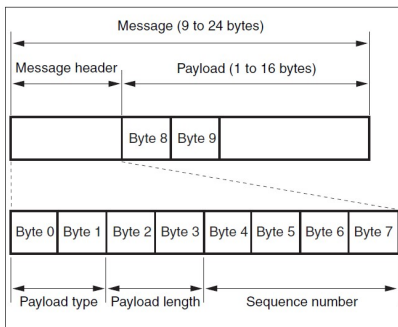 Message (9 to 24 bytes)
Message header
Payload (1 to 16 bytes)
Byte 8
Byte 9
Byte 0
Byte 1
Byte 2
Byte 3
Byte 4
Byte 5
Byte 6
Byte 7
Payload type
Payload length
Sequence number